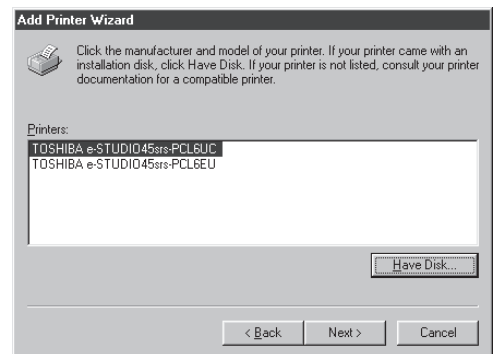 Add Printer Wizard
Click the manufacturer and model of your printer. If your printer came with an
installation disk, click Have Disk. If your printer is not listed, consult your printer
documentation for a compatible printer.
Printers:
TOSHIBA e-STUDIO45srs-PCL6UC
TOSHIBA e-STUDIO45srs-PCL6EU
Have Disk...
< Back Next > Cancel